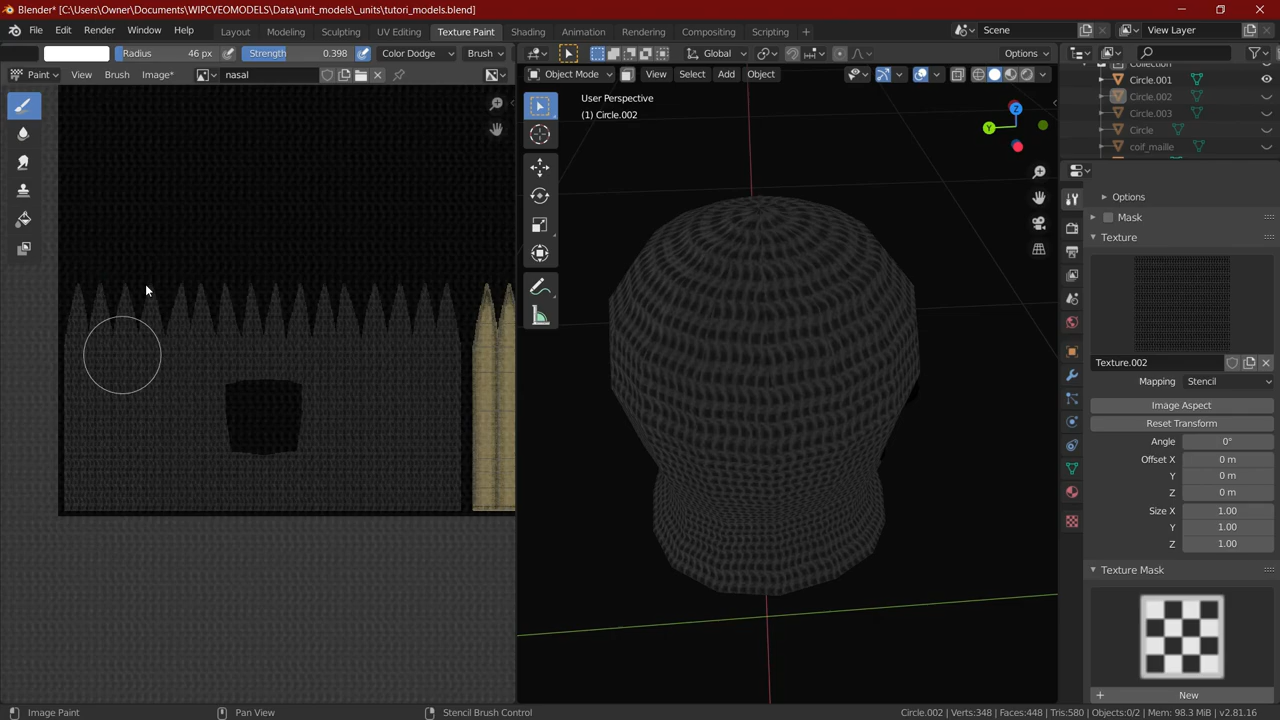 Blender* [C:\Users\Owner\Documents\WIPCVEOMODELS\Data\unit_models\_units\tutori_models.blend]
File Edit Render Window Help Layout Modeling Sculpting UV Editing Texture Paint Shading Animation Rendering Compositing Scripting + Scene View Layer
Radius 46 px Strength 0.398 Color Dodge Brush Global Options
Paint View Brush Image* nasal Object Mode View Select Add Object
Collection
Circle.001
Circle.002
Circle.003
Circle
coif_maille
User Perspective
(1) Circle.002
Z
Y
Options
Mask
Texture
Texture.002
Mapping Stencil
Image Aspect
Reset Transform
Angle 0°
Offset X 0 m
Y 0 m
Z 0 m
Size X 1.00
Y 1.00
Z 1.00
Texture Mask
+ New
Image Paint Pan View Stencil Brush Control Circle.002 | Verts:348 | Faces:448 | Tris:580 | Objects:0/2 | Mem: 98.3 MiB | v2.81.16